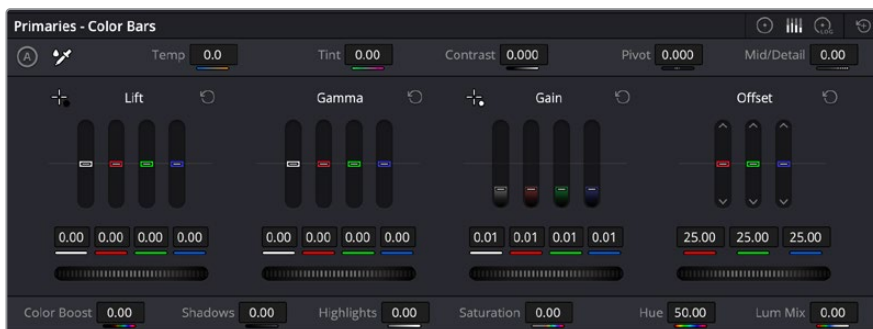 Primaries - Color Bars
LOG
A Temp 0.0 Tint 0.00 Contrast 0.000 Pivot 0.000 Mid/Detail 0.00
Lift Gamma Gain Offset
0.00 0.00 0.00 0.00 0.00 0.00 0.00 0.00 0.01 0.01 0.01 0.01 25.00 25.00 25.00
Color Boost 0.00 Shadows 0.00 Highlights 0.00 Saturation 0.00 Hue 50.00 Lum Mix 0.00